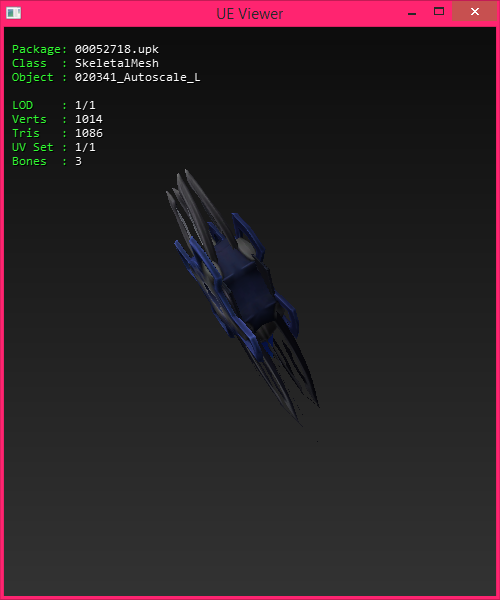 UE Viewer
Package: 00052718.upk
Class : SkeletalMesh
Object : 020341_Autoscale_L
LOD : 1/1
Verts : 1014
Tris : 1086
UV Set : 1/1
Bones : 3